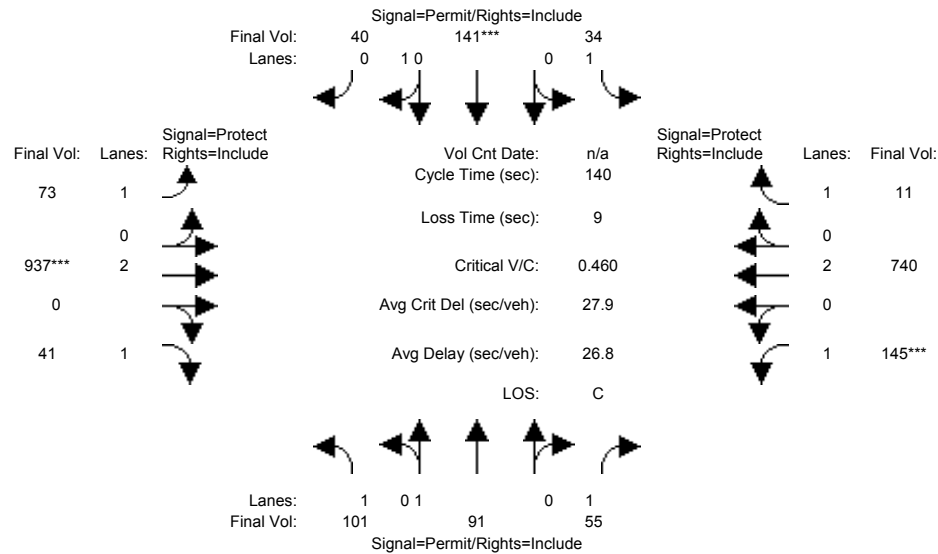 Signal=Permit/Rights=Include
Final Vol: 40 141*** 34
Lanes: 0 1 0 0 1
Signal=Protect Signal=Protect
Final Vol: Lanes: Rights=Include Vol Cnt Date: n/a Rights=Include Lanes: Final Vol:
Cycle Time (sec): 140
73 1 1 11
Loss Time (sec): 9
0 0
937*** 2 Critical V/C: 0.460 2 740
0 Avg Crit Del (sec/veh): 27.9 0
41 1 Avg Delay (sec/veh): 26.8 1 145***
LOS: C
Lanes: 1 0 1 0 1
Final Vol: 101 91 55
Signal=Permit/Rights=Include